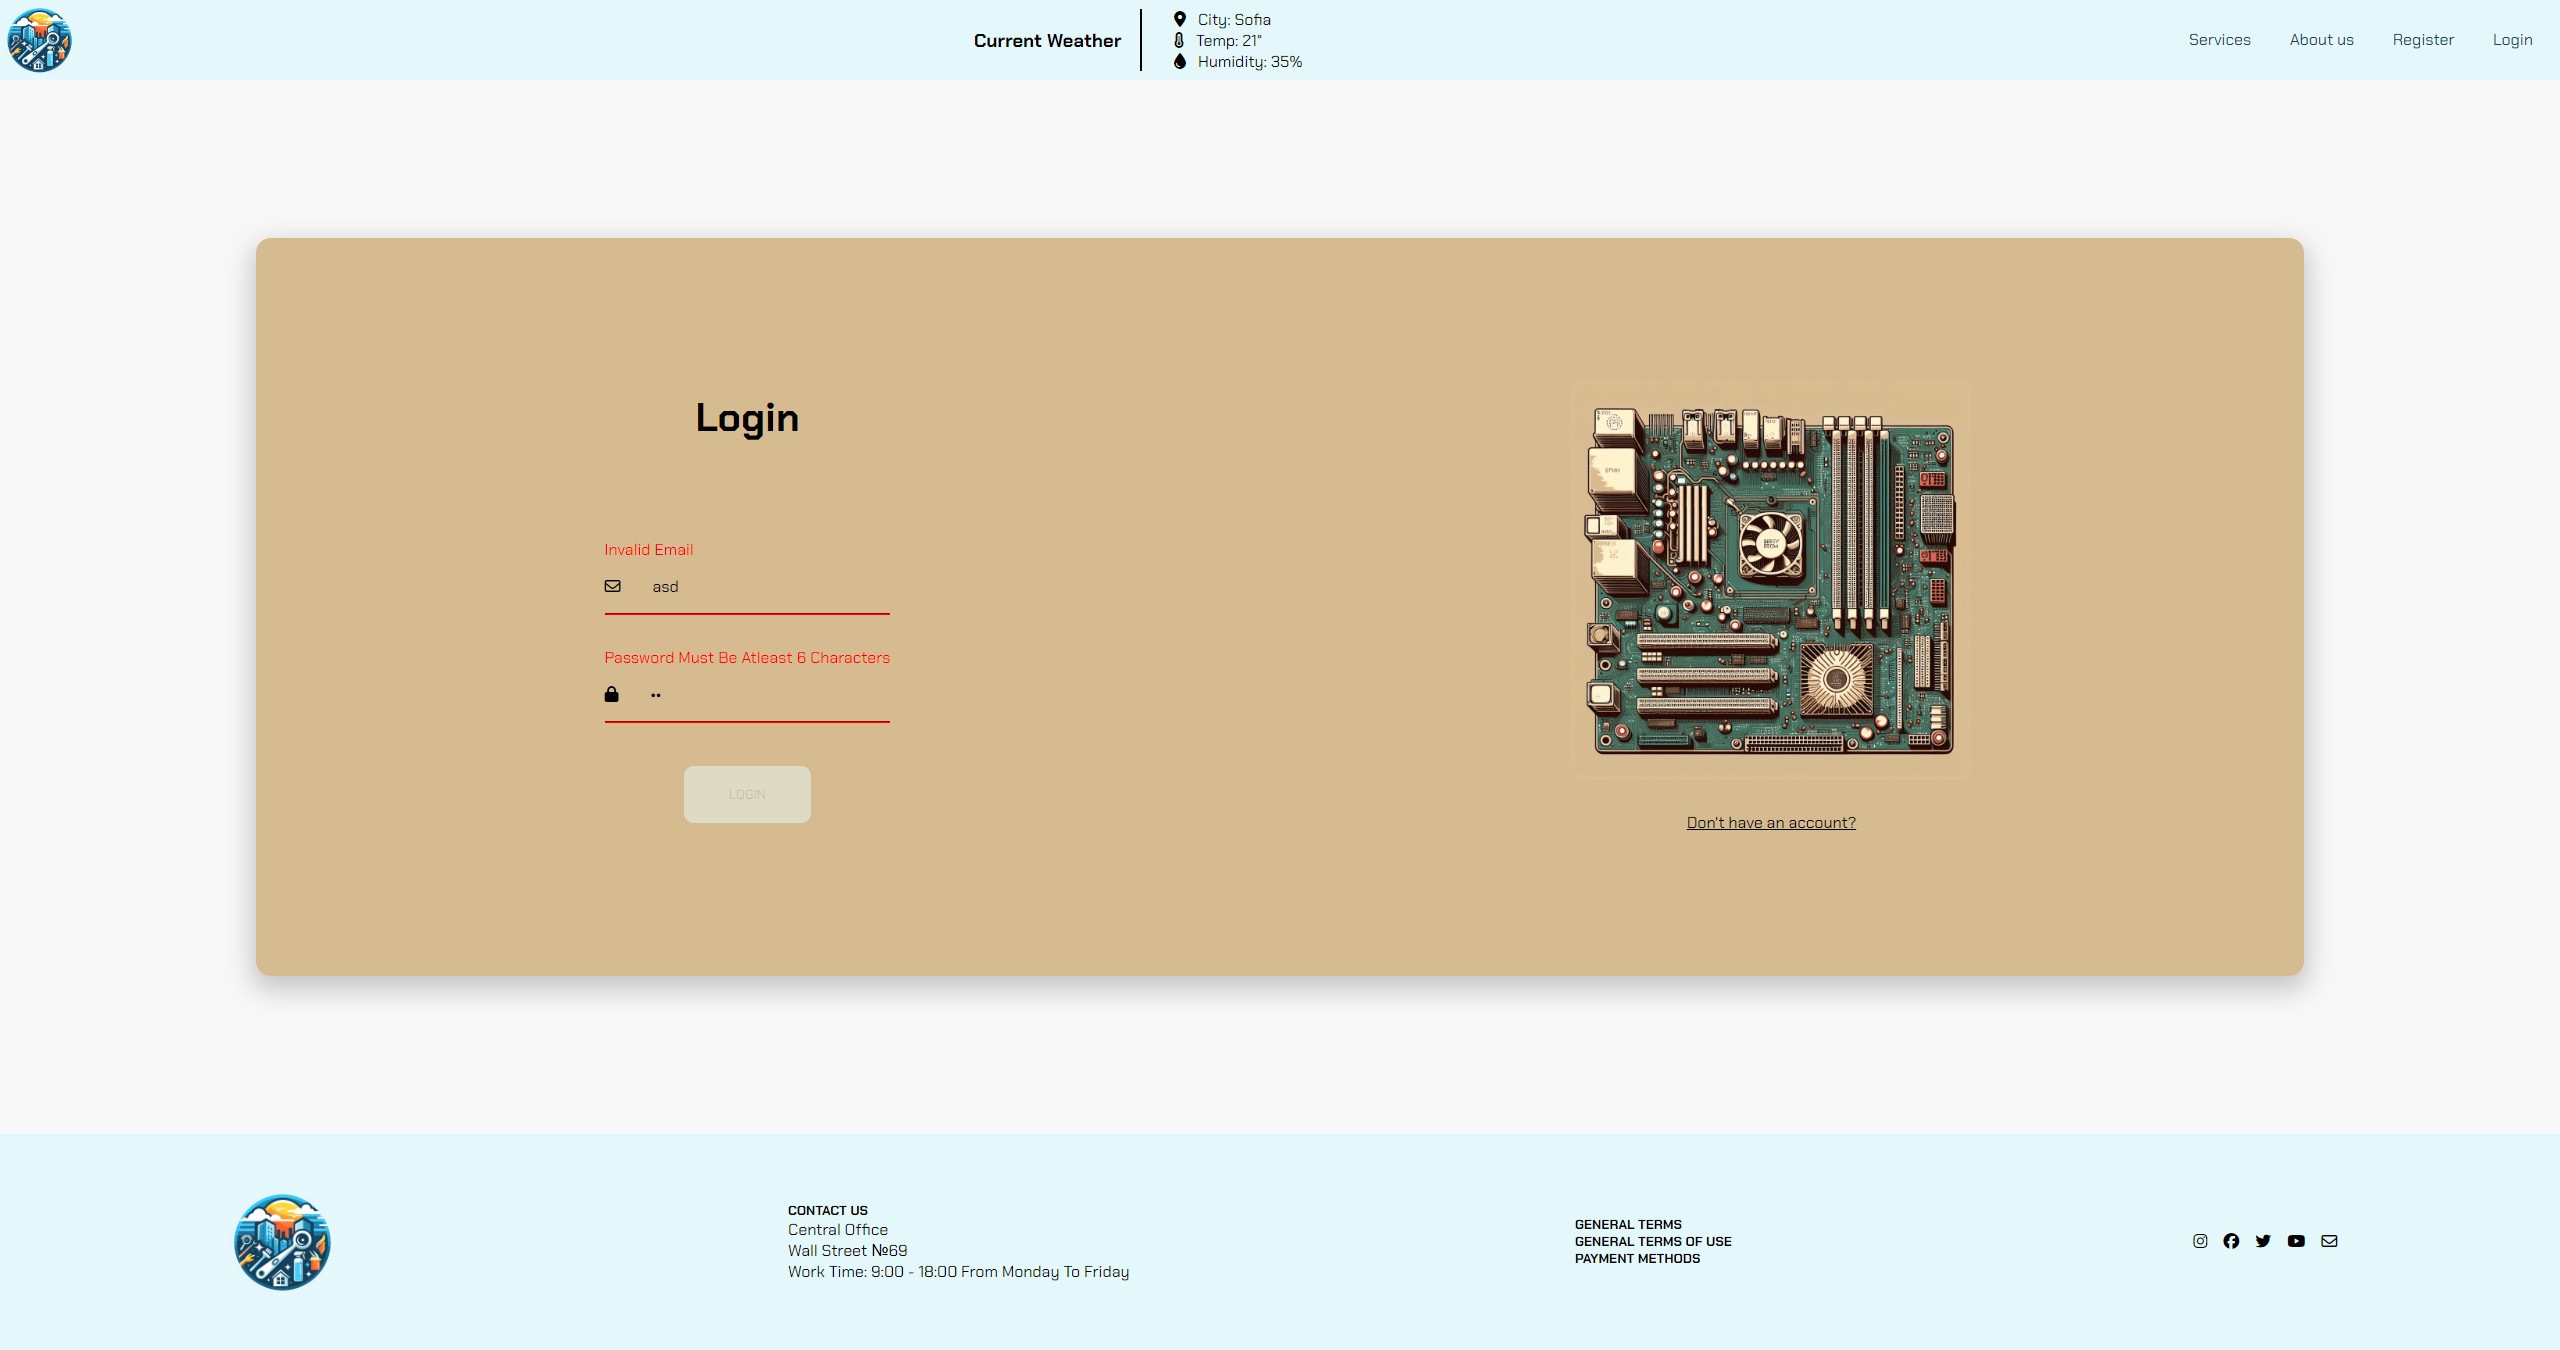 Current Weather
City: Sofia
Temp: 21°
Humidity: 35%
Services
About us
Register
Login
Login
Invalid Email
asd
Password Must Be Atleast 6 Characters
••
LOGIN
Don't have an account?
CONTACT US
Central Office
Wall Street №69
Work Time: 9:00 - 18:00 From Monday To Friday
GENERAL TERMS
GENERAL TERMS OF USE
PAYMENT METHODS